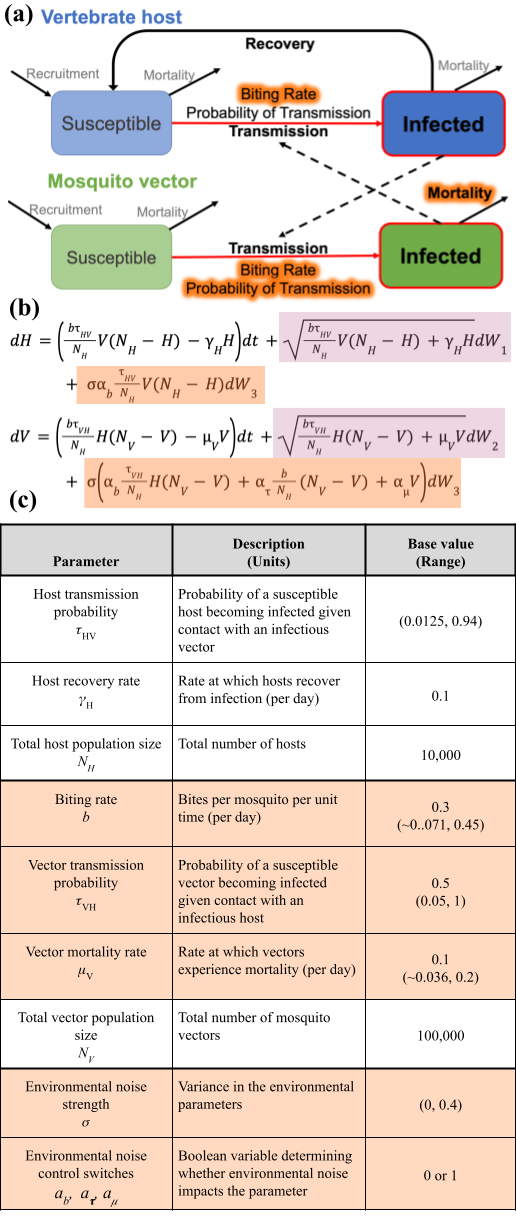 (a) Vertebrate host
Recovery
Recruitment
Mortality
Mortality
Biting Rate
Susceptible
Probability of Transmission
Infected
Transmission
Mosquito vector
Mortality
Recruitment
Mortality
Transmission
Susceptible
Infected
Biting Rate
Probability of Transmission
(b)
dH = (bτ_HV/N_H V(N_H − H) − γ_H H)dt + √(bτ_HV/N_H V(N_H − H) + γ_H H) dW_1
+ σα_b τ_HV/N_H V(N_H − H)dW_3
dV = (bτ_VH/N_H H(N_V − V) − μ_V V)dt + √(bτ_VH/N_H H(N_V − V) + μ_V V) dW_2
+ σ(α_b τ_VH/N_H H(N_V − V) + α_τ b/N_H (N_V − V) + α_μ V)dW_3
(c)
Parameter
Description
(Units)
Base value
(Range)
Host transmission
probability
τ_HV
Probability of a susceptible
host becoming infected given
contact with an infectious
vector
(0.0125, 0.94)
Host recovery rate
γ_H
Rate at which hosts recover
from infection (per day)
0.1
Total host population size
N_H
Total number of hosts
10,000
Biting rate
b
Bites per mosquito per unit
time (per day)
0.3
(~0..071, 0.45)
Vector transmission
probability
τ_VH
Probability of a susceptible
vector becoming infected
given contact with an
infectious host
0.5
(0.05, 1)
Vector mortality rate
μ_V
Rate at which vectors
experience mortality (per day)
0.1
(~0.036, 0.2)
Total vector population
size
N_V
Total number of mosquito
vectors
100,000
Environmental noise
strength
σ
Variance in the environmental
parameters
(0, 0.4)
Environmental noise
control switches
a_b, a_τ, a_μ
Boolean variable determining
whether environmental noise
impacts the parameter
0 or 1